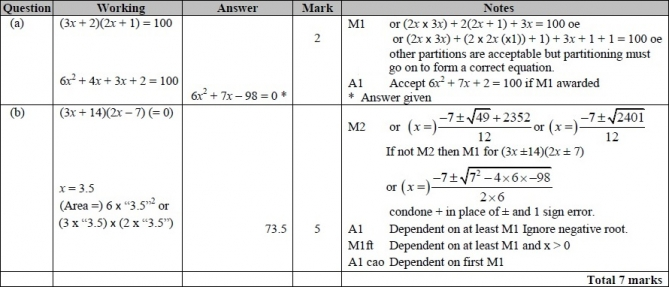 Question Working Answer Mark Notes
(a) (3x + 2)(2x + 1) = 100 M1 or (2x x 3x) + 2(2x + 1) + 3x = 100 oe
2 or (2x x 3x) + (2 x 2x (x1)) + 1) + 3x + 1 + 1 = 100 oe
other partitions are acceptable but partitioning must
go on to form a correct equation.
6x² + 4x + 3x + 2 = 100 A1 Accept 6x² + 7x + 2 = 100 if M1 awarded
6x² + 7x – 98 = 0 * * Answer given
(b) (3x + 14)(2x – 7) (= 0) M2 or (x =) (–7 ± √(49 + 2352))/12 or (x =) (–7 ± √2401)/12
If not M2 then M1 for (3x ±14)(2x ± 7)
x = 3.5 or (x =) (–7 ± √(7² – 4×6×–98))/(2×6)
(Area =) 6 x “3.5”² or condone + in place of ± and 1 sign error.
(3 x “3.5) x (2 x “3.5”) 73.5 5 A1 Dependent on at least M1 Ignore negative root.
M1ft Dependent on at least M1 and x > 0
A1 cao Dependent on first M1
Total 7 marks